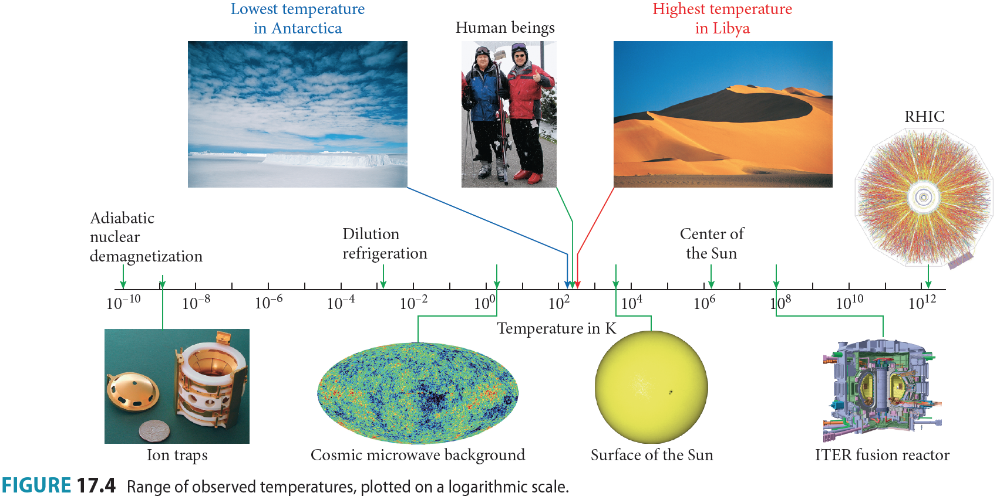 Lowest temperature
in Antarctica
Human beings
Highest temperature
in Libya
RHIC
Adiabatic
nuclear
demagnetization
Dilution
refrigeration
Center of
the Sun
10⁻¹⁰ 10⁻⁸ 10⁻⁶ 10⁻⁴ 10⁻² 10⁰ 10² 10⁴ 10⁶ 10⁸ 10¹⁰ 10¹²
Temperature in K
Ion traps
Cosmic microwave background
Surface of the Sun
ITER fusion reactor
FIGURE 17.4 Range of observed temperatures, plotted on a logarithmic scale.